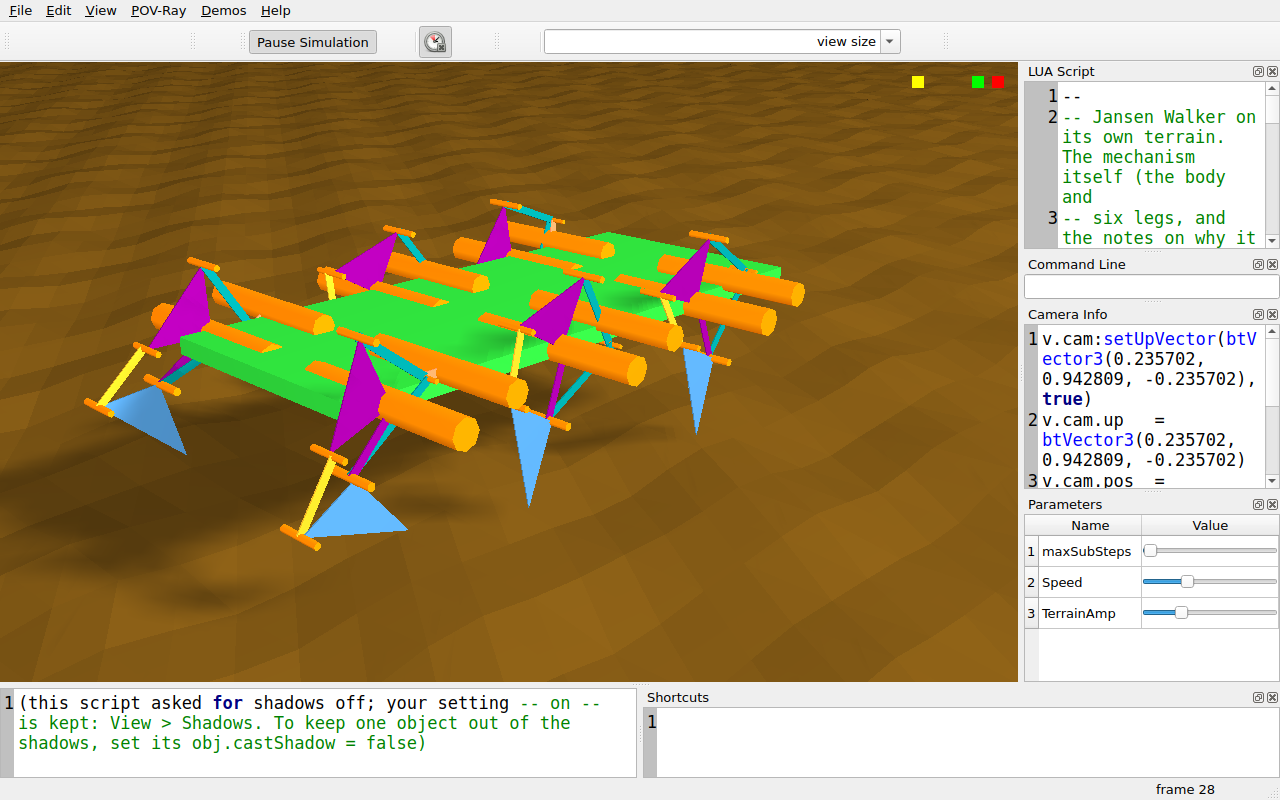 File Edit View POV-Ray Demos Help
Pause Simulation
view size
LUA Script
1 --
2 -- Jansen Walker on
its own terrain.
The mechanism
itself (the body
and
3 -- six legs, and
the notes on why it
Command Line
Camera Info
1 v.cam:setUpVector(btV
ector3(0.235702,
0.942809, -0.235702),
true)
2 v.cam.up   =
btVector3(0.235702,
0.942809, -0.235702)
3 v.cam.pos  =
Parameters
Name Value
1 maxSubSteps
2 Speed
3 TerrainAmp
1 (this script asked for shadows off; your setting -- on --
is kept: View > Shadows. To keep one object out of the
shadows, set its obj.castShadow = false)
Shortcuts
1
frame 28